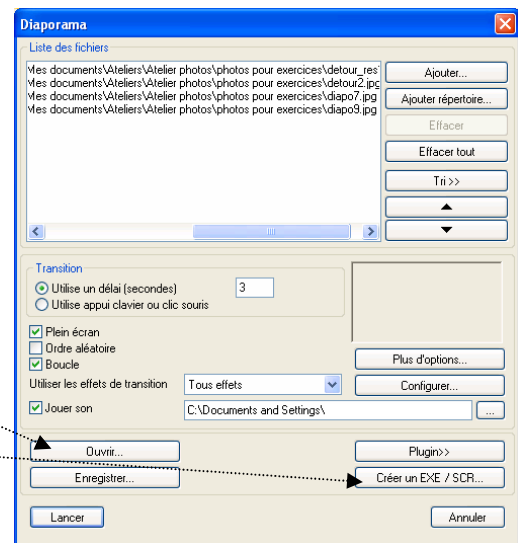 Diaporama
Liste des fichiers
Mes documents\Ateliers\Atelier photos\photos pour exercices\detour_res
Mes documents\Ateliers\Atelier photos\photos pour exercices\detour2.jpg
Mes documents\Ateliers\Atelier photos\photos pour exercices\diapo7.jpg
Mes documents\Ateliers\Atelier photos\photos pour exercices\diapo9.jpg
Ajouter...
Ajouter répertoire...
Effacer
Effacer tout
Tri >>
Transition
Utilise un délai (secondes) 3
Utilise appui clavier ou clic souris
Plein écran
Ordre aléatoire
Boucle
Plus d'options...
Utiliser les effets de transition Tous effets Configurer...
Jouer son C:\Documents and Settings\ ...
Ouvrir... Plugin>>
Enregistrer... Créer un EXE / SCR...
Lancer Annuler